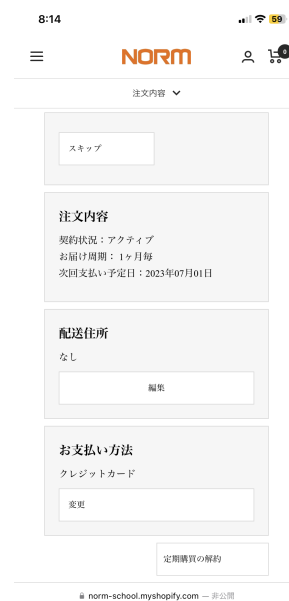 8:14
59
NORM
0
注文内容
スキップ
注文内容
契約状況：アクティブ
お届け周期： 1ヶ月毎
次回支払い予定日：2023年07月01日
配送住所
なし
編集
お支払い方法
クレジットカード
変更
定期購買の解約
norm-school.myshopify.com — 非公開